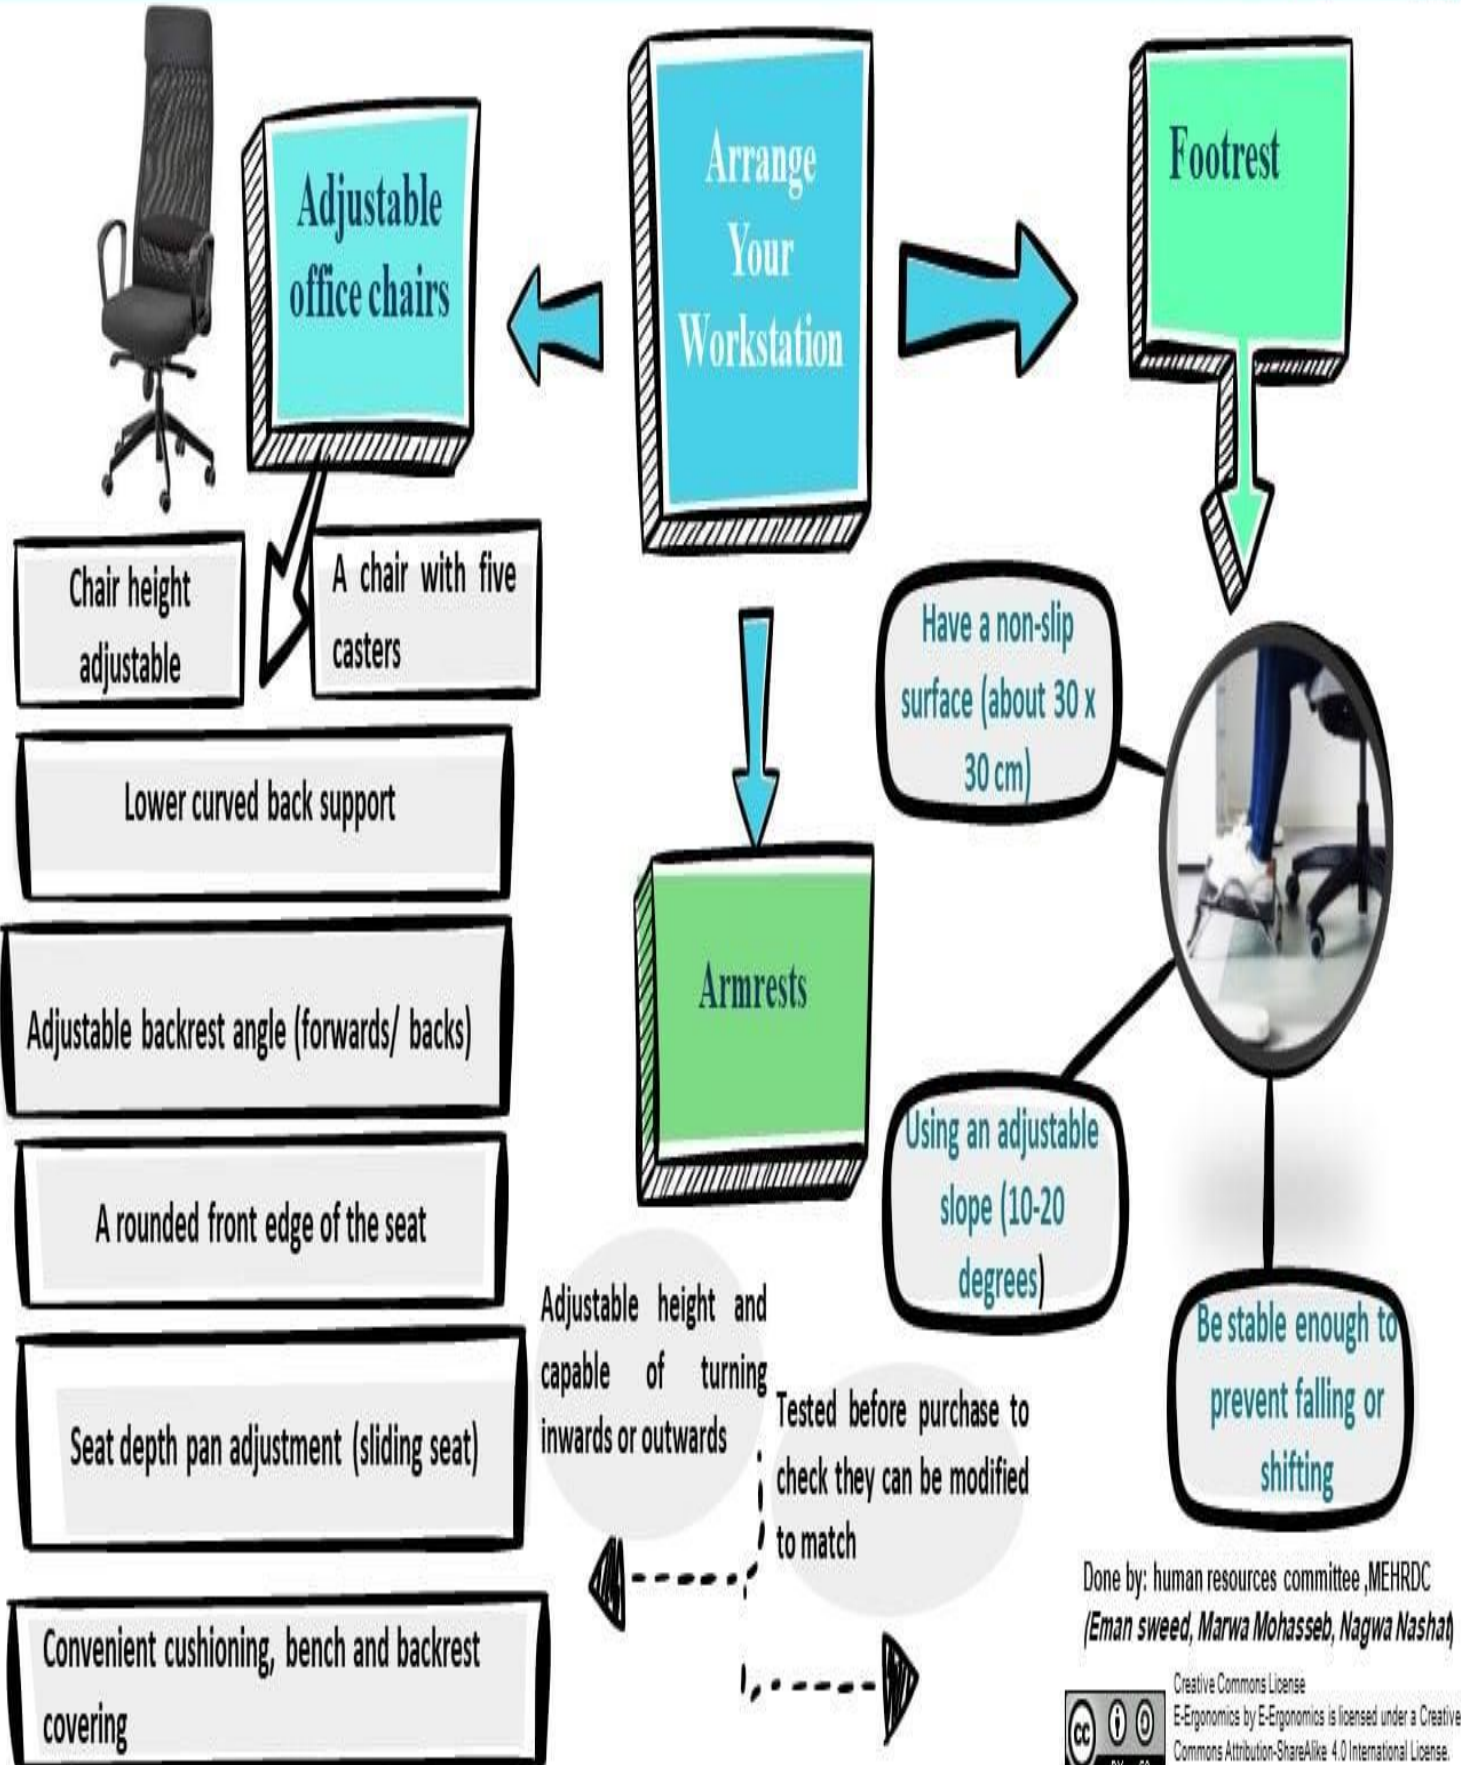 Arrange
Your
Workstation
Adjustable
office chairs
Chair height
adjustable
A chair with five
casters
Lower curved back support
Adjustable backrest angle (forwards/ backs)
A rounded front edge of the seat
Seat depth pan adjustment (sliding seat)
Convenient cushioning, bench and backrest
covering
Armrests
Adjustable height and
capable of turning
inwards or outwards
Tested before purchase to
check they can be modified
to match
Footrest
Have a non-slip
surface (about 30 x
30 cm)
Using an adjustable
slope (10-20
degrees)
Be stable enough to
prevent falling or
shifting
Done by: human resources committee ,MEHRDC
(Eman sweed, Marwa Mohasseb, Nagwa Nashat)
Creative Commons License
E-Ergonomics by E-Ergonomics is licensed under a Creative
Commons Attribution-ShareAlike 4.0 International License.
cc